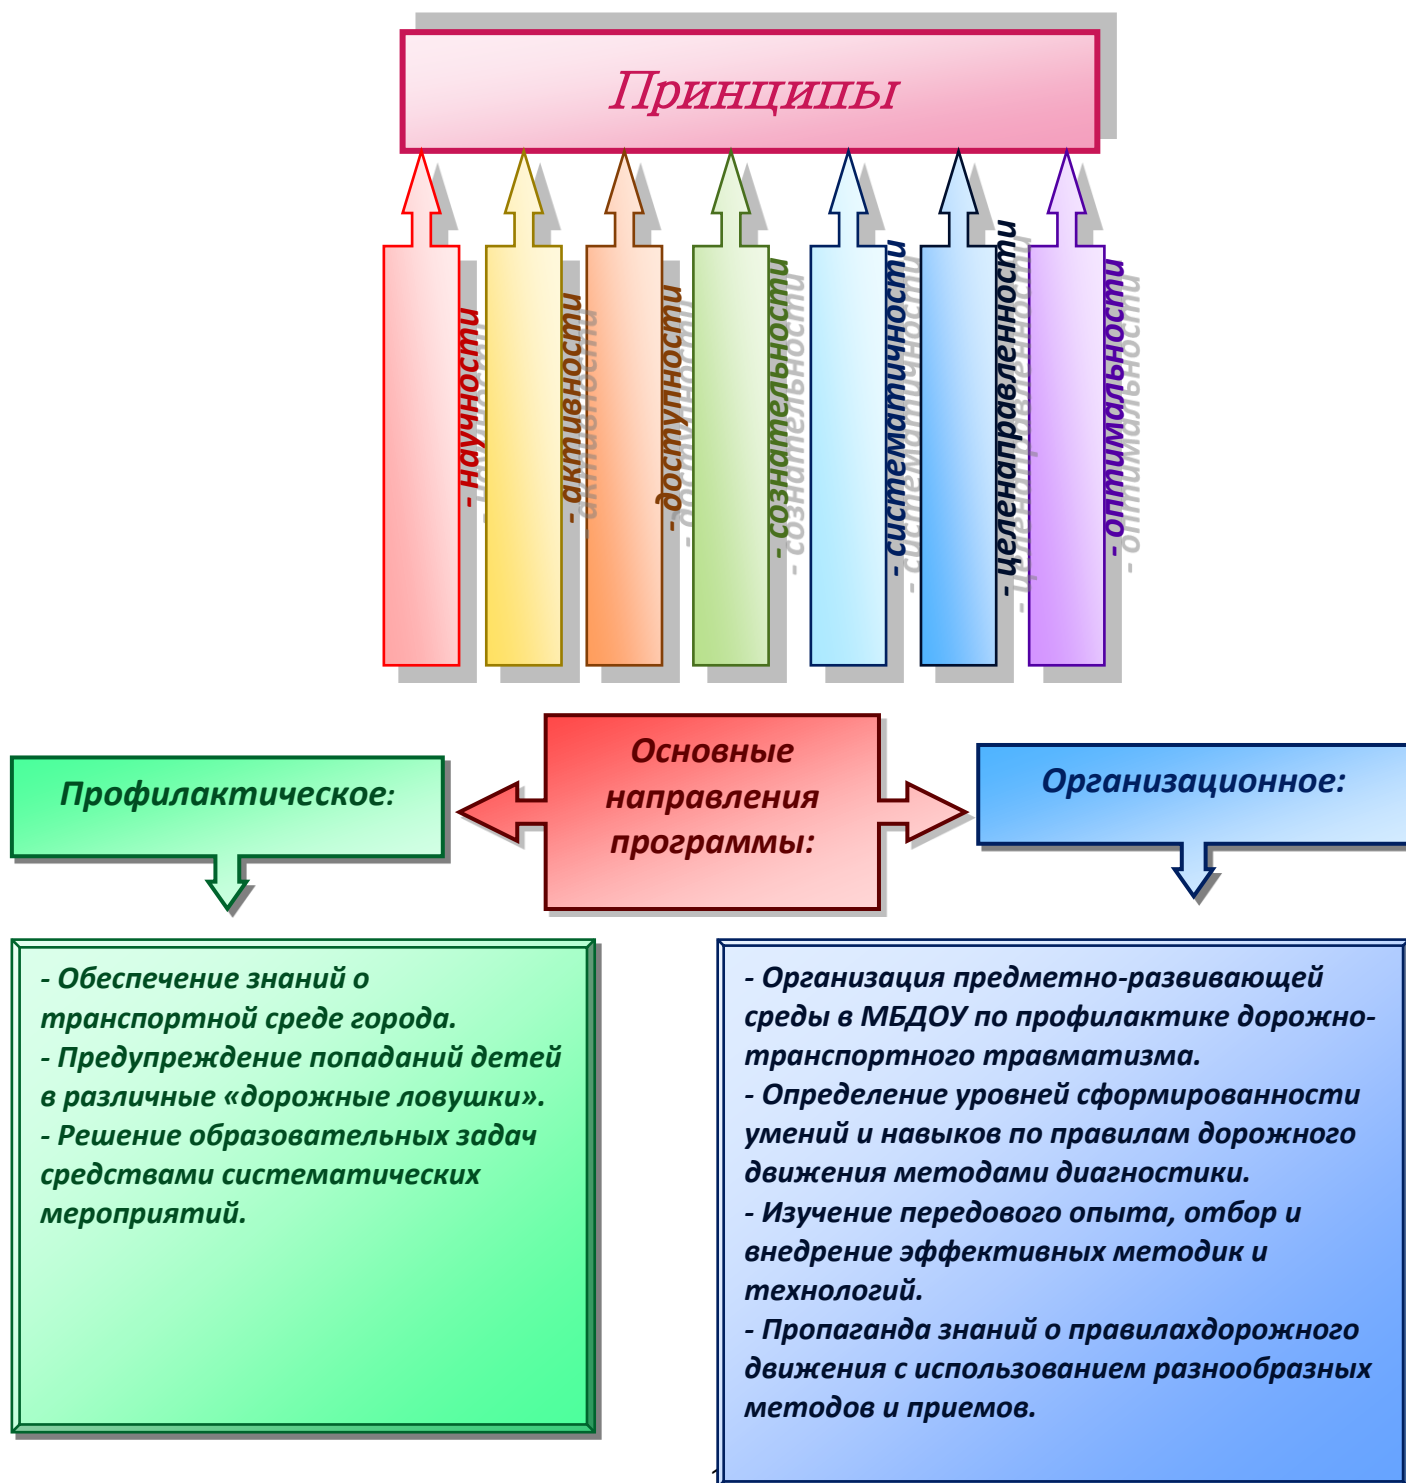 Принципы
- научности
- активности
- доступности
- сознательности
- систематичности
- целенаправленности
- оптимальности
Основные
направления
программы:
Профилактическое:
Организационное:
- Обеспечение знаний о
транспортной среде города.
- Предупреждение попаданий детей
в различные «дорожные ловушки».
- Решение образовательных задач
средствами систематических
мероприятий.
- Организация предметно-развивающей
среды в МБДОУ по профилактике дорожно-
транспортного травматизма.
- Определение уровней сформированности
умений и навыков по правилам дорожного
движения методами диагностики.
- Изучение передового опыта, отбор и
внедрение эффективных методик и
технологий.
- Пропаганда знаний о правилахдорожного
движения с использованием разнообразных
методов и приемов.